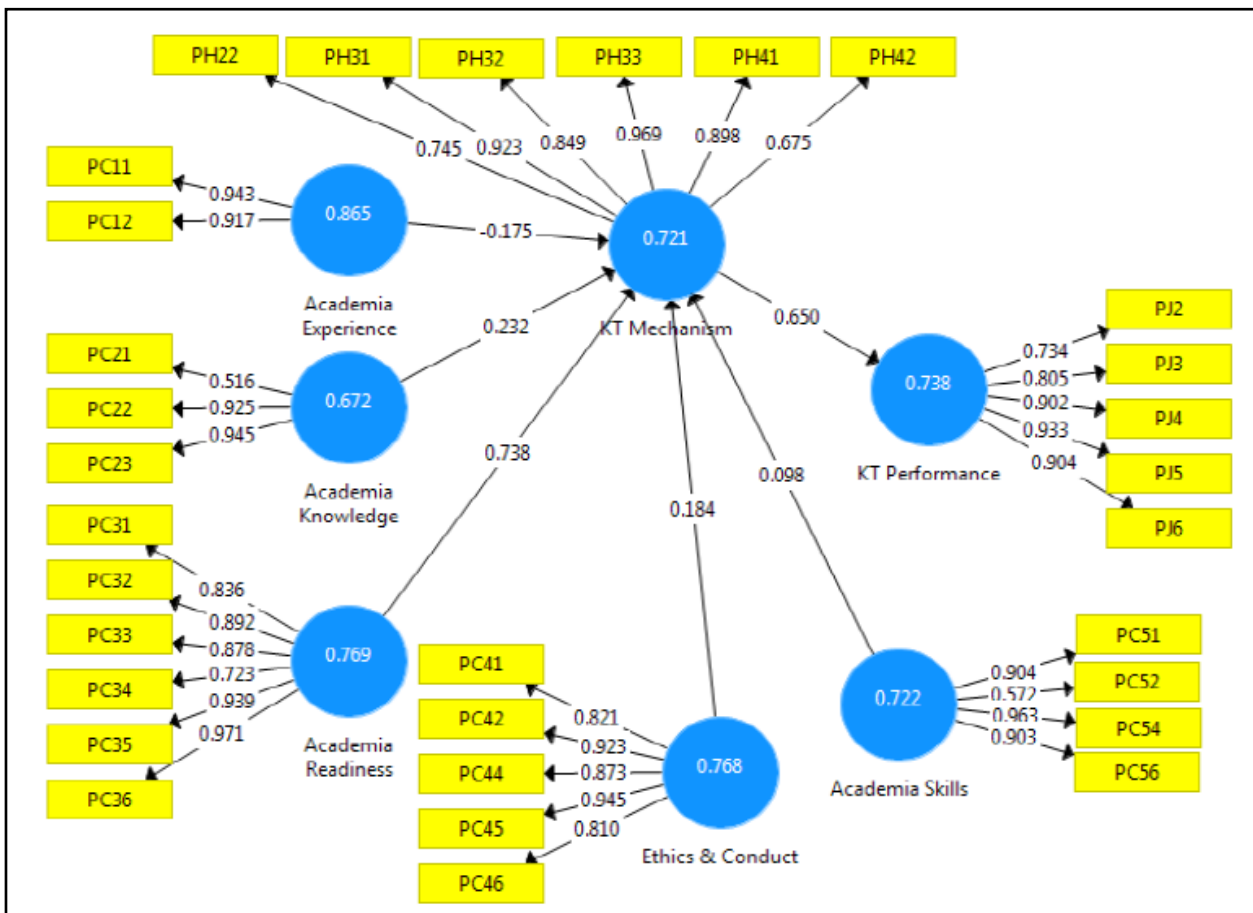 PH22
PH31
PH32
PH33
PH41
PH42
0.745
0.923
0.849
0.969
0.898
0.675
PC11
PC12
0.943
0.917
0.865
-0.175
0.721
Academia
Experience
KT Mechanism
0.232
0.650
PC21
PC22
PC23
0.516
0.925
0.945
0.672
Academia
Knowledge
0.738
0.738
KT Performance
0.734
0.805
0.902
0.933
0.904
PJ2
PJ3
PJ4
PJ5
PJ6
0.098
0.184
PC31
PC32
PC33
PC34
PC35
PC36
0.836
0.892
0.878
0.723
0.939
0.971
0.769
Academia
Readiness
PC41
PC42
PC44
PC45
PC46
0.821
0.923
0.873
0.945
0.810
0.768
Ethics & Conduct
0.722
Academia Skills
0.904
0.572
0.963
0.903
PC51
PC52
PC54
PC56